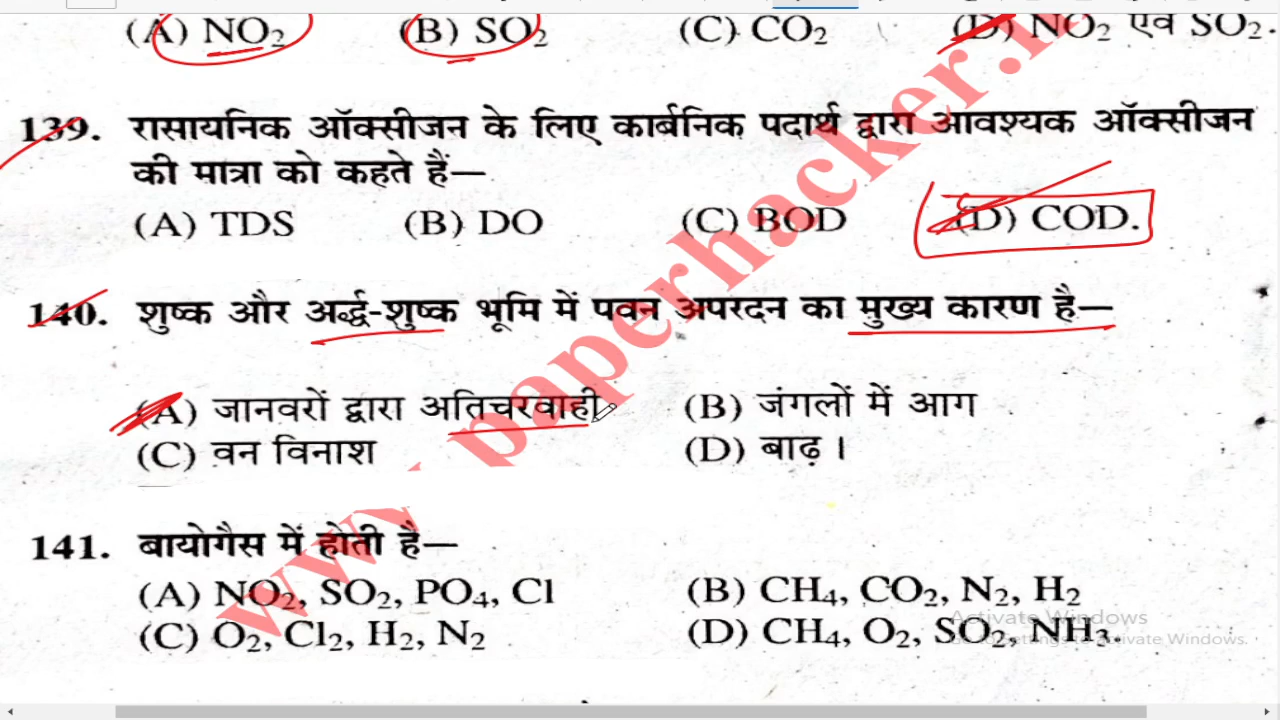 (A) NO₂ (B) SO₂ (C) CO₂ (D) NO₂ एवं SO₂.
139. रासायनिक ऑक्सीजन के लिए कार्बनिक पदार्थ द्वारा आवश्यक ऑक्सीजन
की मात्रा को कहते हैं—
(A) TDS (B) DO (C) BOD (D) COD.
140. शुष्क और अर्द्ध-शुष्क भूमि में पवन अपरदन का मुख्य कारण है—
(A) जानवरों द्वारा अतिचरवाही (B) जंगलों में आग
(C) वन विनाश (D) बाढ़ ।
141. बायोगैस में होती है—
(A) NO₂, SO₂, PO₄, Cl (B) CH₄, CO₂, N₂, H₂
(C) O₂, Cl₂, H₂, N₂ (D) CH₄, O₂, SO₂, NH₃.
www.paperhacker.
Activate Windows